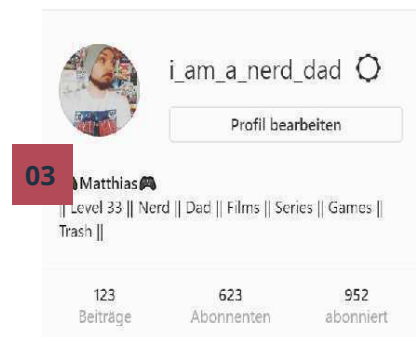 i_am_a_nerd_dad
Profil bearbeiten
03
Matthias🎮
|| Level 33 || Nerd || Dad || Films || Series || Games ||
Trash ||
123 623 952
Beiträge Abonnenten abonniert